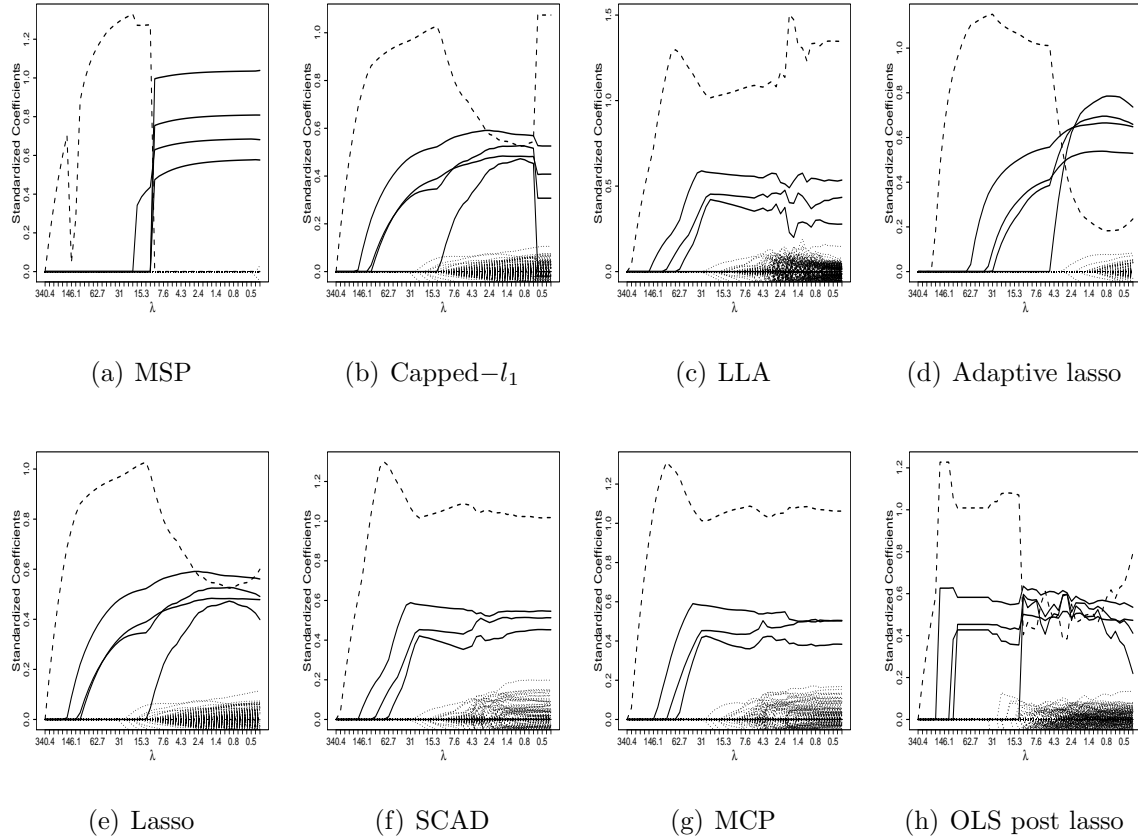 Standardized Coefficients
0.0 0.2 0.4 0.6 0.8 1.0 1.2
340.4 146.1 62.7 31 15.3 7.6 4.3 2.4 1.4 0.8 0.5
λ
(a) MSP
Standardized Coefficients
0.0 0.2 0.4 0.6 0.8 1.0
340.4 146.1 62.7 31 15.3 7.6 4.3 2.4 1.4 0.8 0.5
λ
(b) Capped−l₁
Standardized Coefficients
0.0 0.5 1.0 1.5
340.4 146.1 62.7 31 15.3 7.6 4.3 2.4 1.4 0.8 0.5
λ
(c) LLA
Standardized Coefficients
0.0 0.2 0.4 0.6 0.8 1.0
340.4 146.1 62.7 31 15.3 7.6 4.3 2.4 1.4 0.8 0.5
λ
(d) Adaptive lasso
Standardized Coefficients
0.0 0.2 0.4 0.6 0.8 1.0
340.4 146.1 62.7 31 15.3 7.6 4.3 2.4 1.4 0.8 0.5
λ
(e) Lasso
Standardized Coefficients
0.0 0.2 0.4 0.6 0.8 1.0 1.2
340.4 146.1 62.7 31 15.3 7.6 4.3 2.4 1.4 0.8 0.5
λ
(f) SCAD
Standardized Coefficients
0.0 0.2 0.4 0.6 0.8 1.0 1.2
340.4 146.1 62.7 31 15.3 7.6 4.3 2.4 1.4 0.8 0.5
λ
(g) MCP
Standardized Coefficients
0.0 0.2 0.4 0.6 0.8 1.0 1.2
340.4 146.1 62.7 31 15.3 7.6 4.3 2.4 1.4 0.8 0.5
λ
(h) OLS post lasso